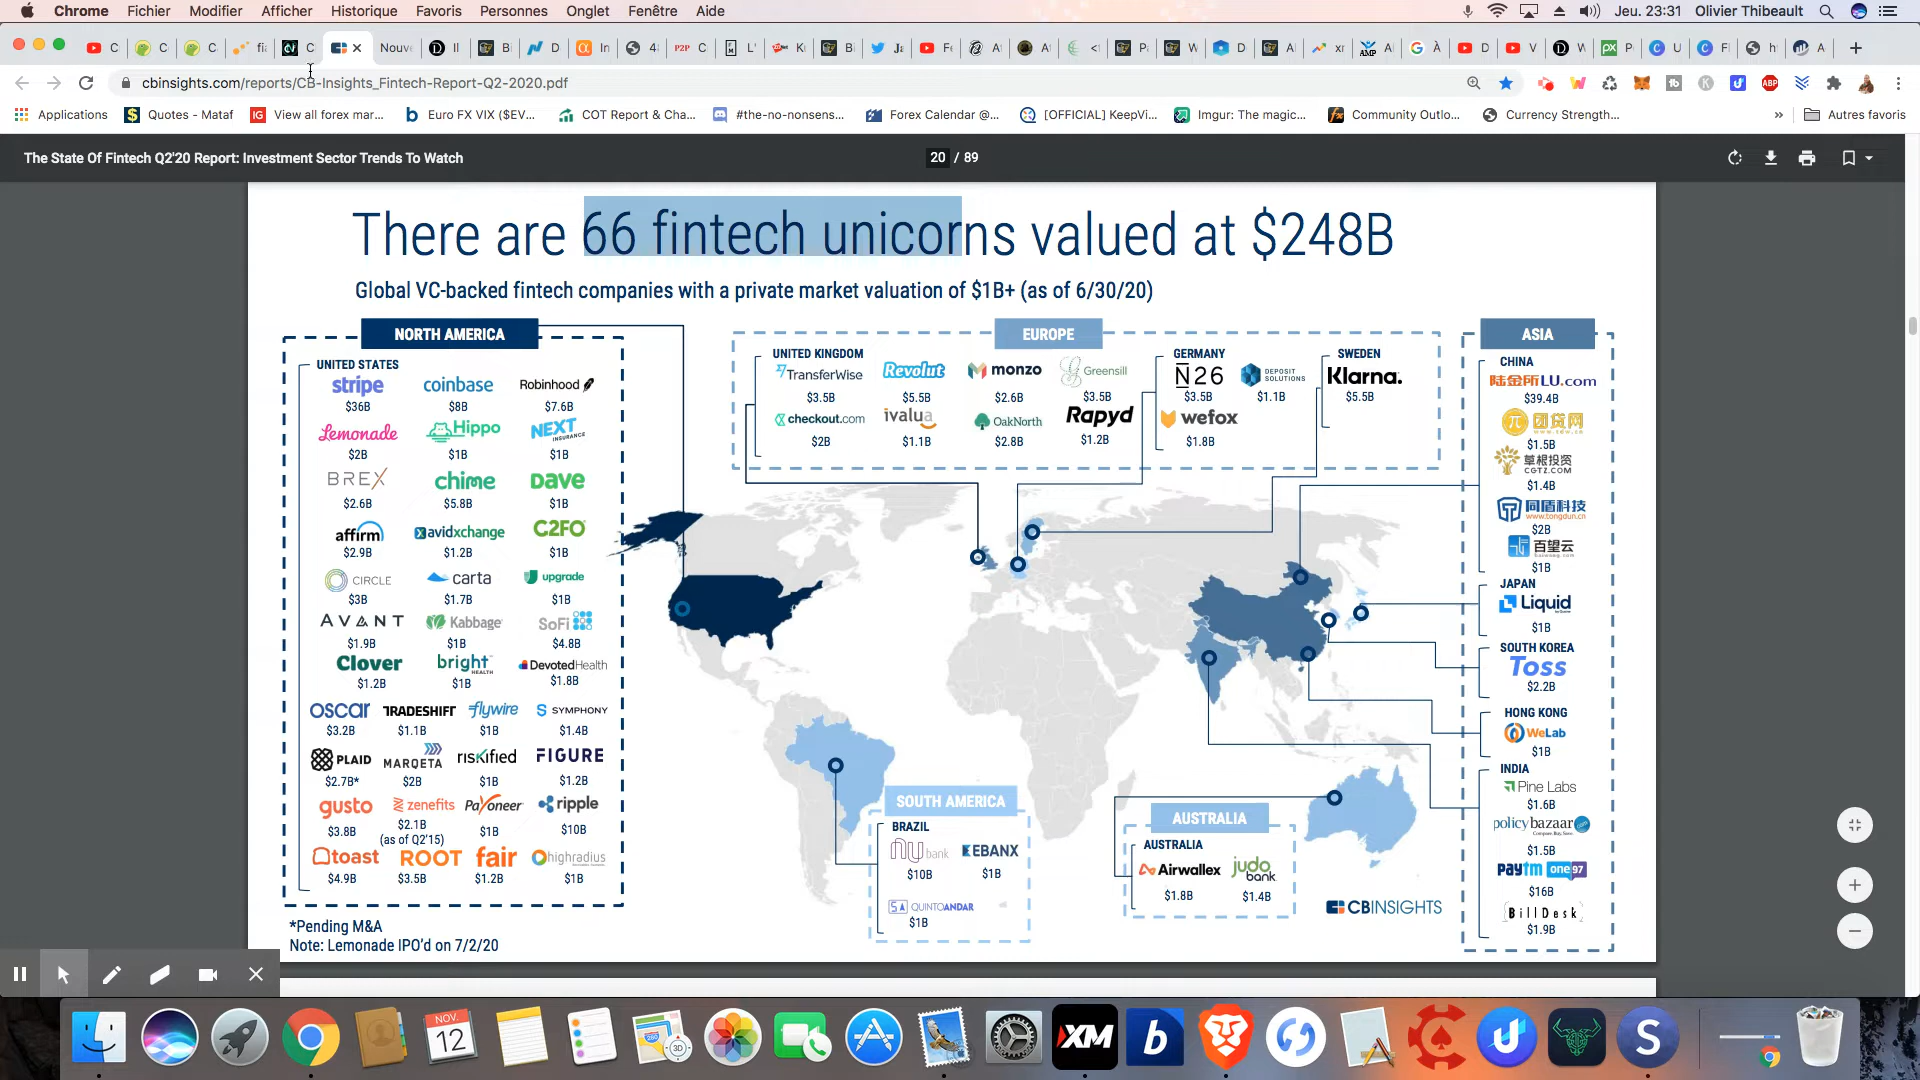 Chrome Fichier Modifier Afficher Historique Favoris Personnes Onglet Fenêtre Aide Jeu. 23:31 Olivier Thibeault
Nouve
cbinsights.com/reports/CB-Insights_Fintech-Report-Q2-2020.pdf
Applications Quotes - Mataf View all forex mar... Euro FX VIX ($EV... COT Report & Cha... #the-no-nonsens... Forex Calendar @... [OFFICIAL] KeepVi... Imgur: The magic... Community Outlo... Currency Strength... » Autres favoris
The State Of Fintech Q2'20 Report: Investment Sector Trends To Watch 20 / 89
There are 66 fintech unicorns valued at $248B
Global VC-backed fintech companies with a private market valuation of $1B+ (as of 6/30/20)
NORTH AMERICA
UNITED STATES
stripe coinbase Robinhood
$36B $8B $7.6B
Lemonade Hippo NEXT INSURANCE
$2B $1B $1B
BREX chime DAVE
$2.6B $5.8B $1B
affirm avidxchange C2FO
$2.9B $1.2B $1B
CIRCLE carta upgrade
$3B $1.7B $1B
AVANT Kabbage SoFi
$1.9B $1B $4.8B
Clover bright HEALTH DevotedHealth
$1.2B $1B $1.8B
oscar TRADESHIFT flywire SYMPHONY
$3.2B $1.1B $1B $1.4B
PLAID MARQETA riskified FIGURE
$2.7B* $2B $1B $1.2B
gusto zenefits Payoneer ripple
$3.8B $2.1B $1B $10B
(as of Q2'15)
toast ROOT fair highradius
$4.9B $3.5B $1.2B $1B
*Pending M&A
Note: Lemonade IPO'd on 7/2/20
EUROPE
UNITED KINGDOM
TransferWise Revolut monzo Greensill
$3.5B $5.5B $2.6B $3.5B
checkout.com ivalua OakNorth Rapyd
$2B $1.1B $2.8B $1.2B
GERMANY
N26 DEPOSIT SOLUTIONS
$3.5B $1.1B
wefox
$1.8B
SWEDEN
Klarna.
$5.5B
SOUTH AMERICA
BRAZIL
nu bank EBANX
$10B $1B
QUINTOANDAR
$1B
AUSTRALIA
AUSTRALIA
Airwallex judo bank
$1.8B $1.4B
CBINSIGHTS
ASIA
CHINA
陆金所LU.com
$39.4B
团贷网
$1.5B
草根投资
CGTZ.COM
$1.4B
同盾科技
www.tongdun.cn
$2B
百望云
$1B
JAPAN
Liquid
$1B
SOUTH KOREA
Toss
$2.2B
HONG KONG
WeLab
$1B
INDIA
Pine Labs
$1.6B
policybazaar
$1.5B
paytm one97
$16B
BillDesk
$1.9B
NOV.
12
XM